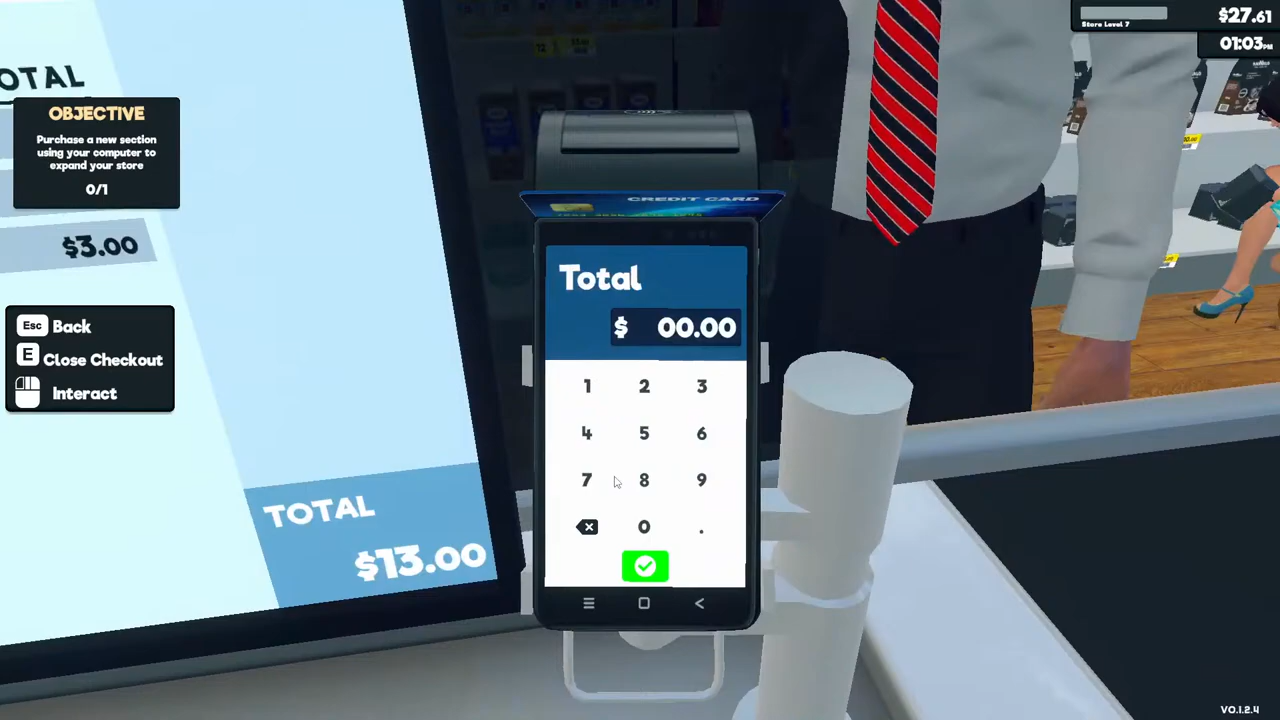 OTAL
OBJECTIVE
Purchase a new section
using your computer to
expand your store
0/1
$3.00
Esc Back
E Close Checkout
Interact
TOTAL
$13.00
CREDIT CARD
Total
$ 00.00
1 2 3
4 5 6
7 8 9
0 .
Store Level 7
$27.61
01:03PM
V0.1.2.4